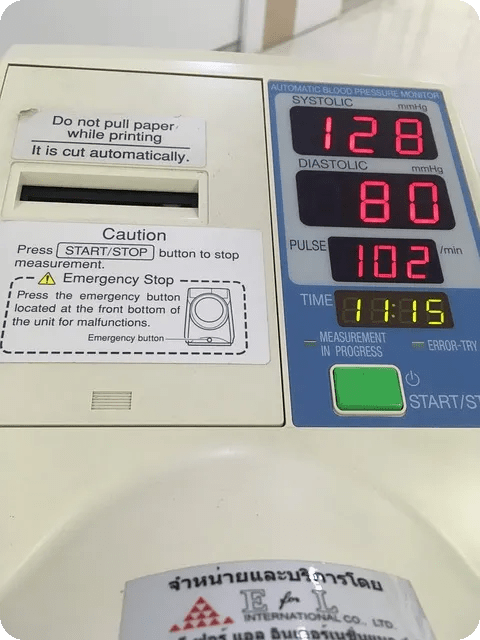 Do not pull paper
while printing
It is cut automatically.
Caution
Press START/STOP button to stop
measurement.
Emergency Stop
Press the emergency button
located at the front bottom of
the unit for malfunctions.
Emergency button
AUTOMATIC BLOOD PRESSURE MONITOR
SYSTOLIC mmHg
128
DIASTOLIC mmHg
80
PULSE 102 /min
TIME 11:15
MEASUREMENT
IN PROGRESS
ERROR-TRY
START/S
จำหน่ายและบริการโดย
E for L
INTERNATIONAL CO., LTD.